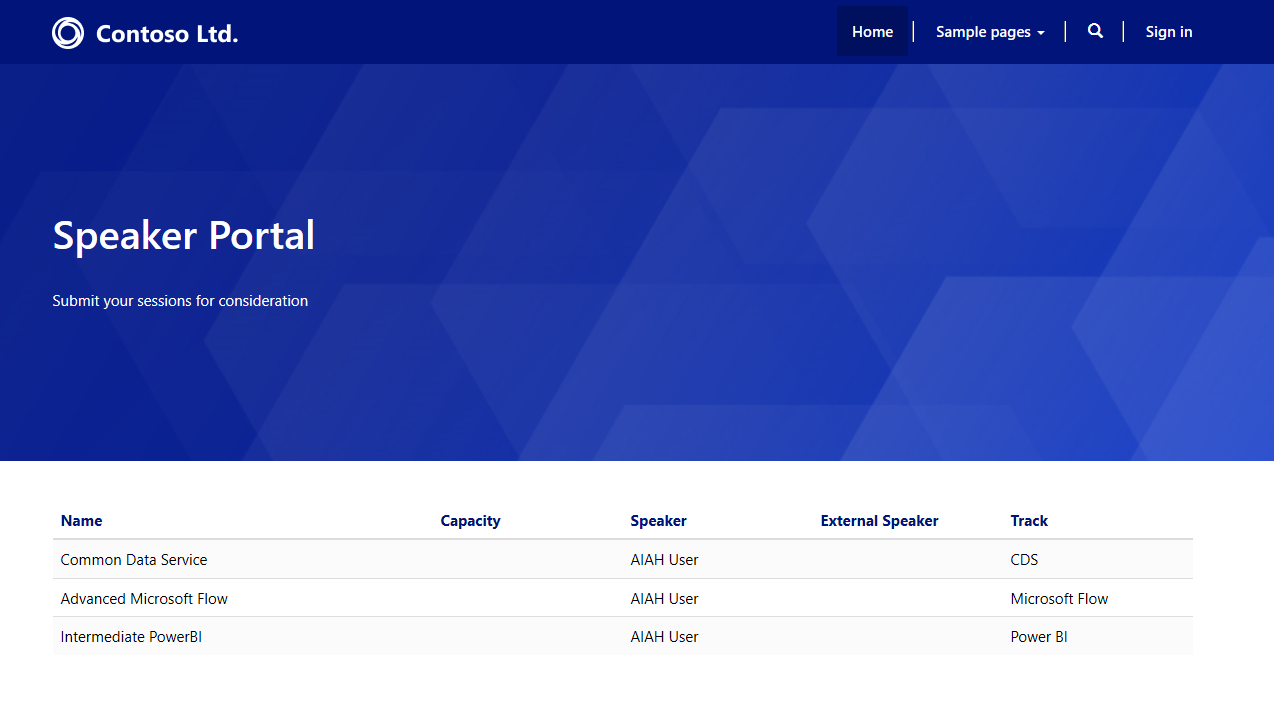 Contoso Ltd. Home Sample pages Sign in
Speaker Portal
Submit your sessions for consideration
Name Capacity Speaker External Speaker Track
Common Data Service AIAH User CDS
Advanced Microsoft Flow AIAH User Microsoft Flow
Intermediate PowerBI AIAH User Power BI